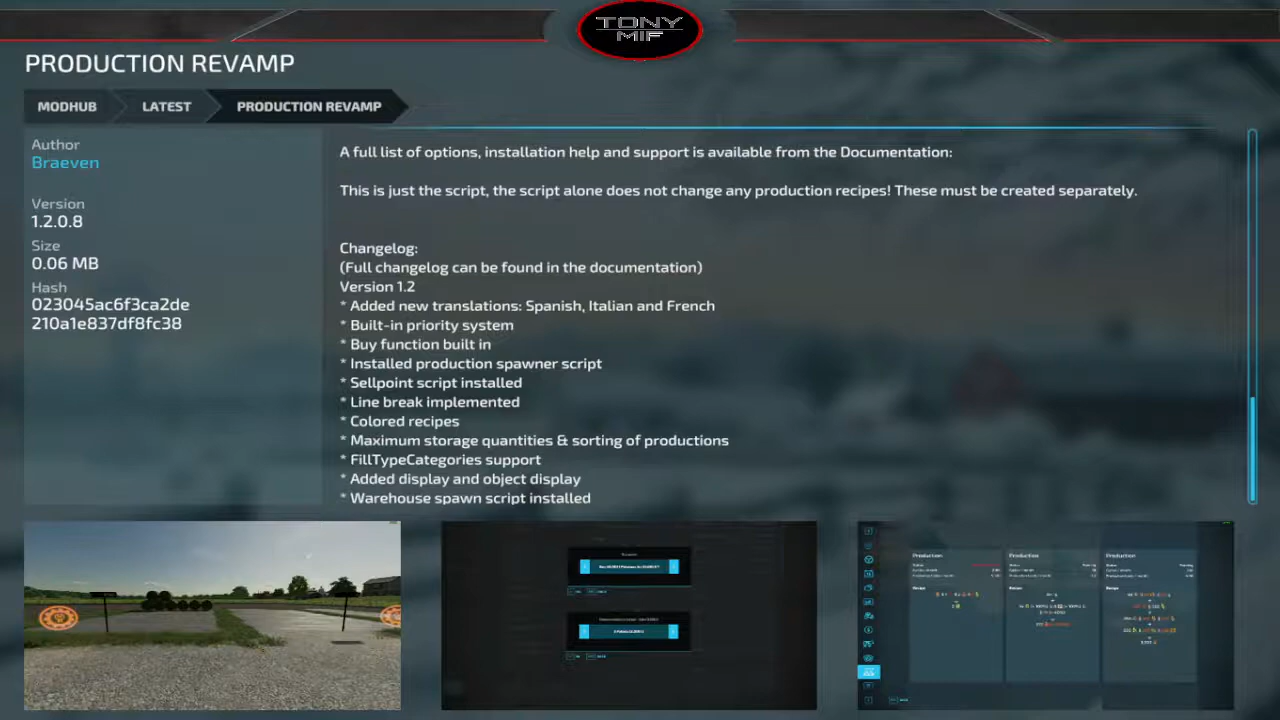 TONY
MIF
PRODUCTION REVAMP
MODHUB
LATEST
PRODUCTION REVAMP
Author
Braeven
Version
1.2.0.8
Size
0.06 MB
Hash
023045ac6f3ca2de
210a1e837df8fc38
A full list of options, installation help and support is available from the Documentation:
This is just the script, the script alone does not change any production recipes! These must be created separately.
Changelog:
(Full changelog can be found in the documentation)
Version 1.2
* Added new translations: Spanish, Italian and French
* Built-in priority system
* Buy function built in
* Installed production spawner script
* Sellpoint script installed
* Line break implemented
* Colored recipes
* Maximum storage quantities & sorting of productions
* FillTypeCategories support
* Added display and object display
* Warehouse spawn script installed
Production
Production
Production